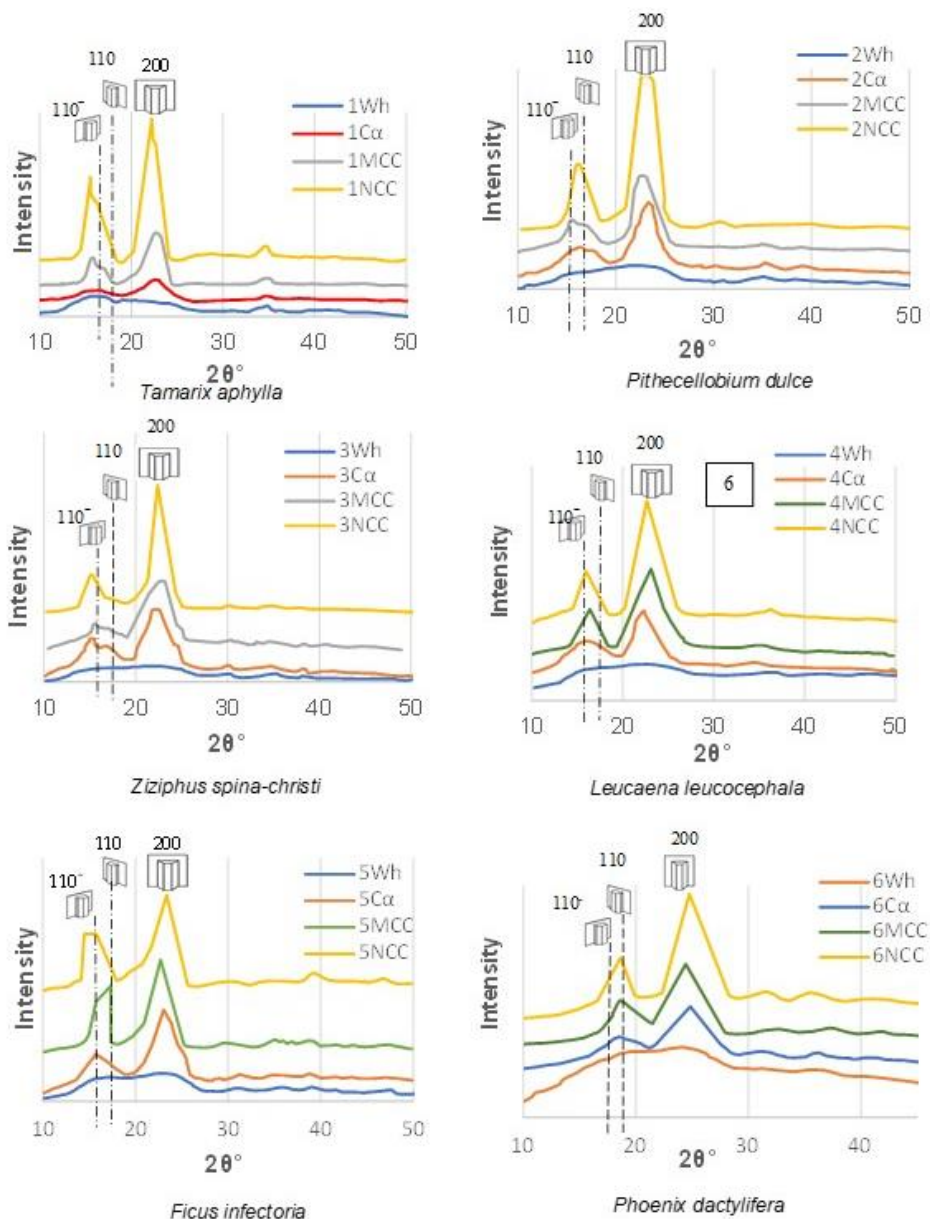 110
200
110⁻
1Wh
1Cα
1MCC
1NCC
Intensity
10 20 30 40 50
2θ°
Tamarix aphylla
200
110
110⁻
2Wh
2Cα
2MCC
2NCC
Intensity
10 20 30 40 50
2θ°
Pithecellobium dulce
200
110
110⁻
3Wh
3Cα
3MCC
3NCC
Intensity
10 20 30 40 50
2θ°
Ziziphus spina-christi
200
110
110⁻
6
4Wh
4Cα
4MCC
4NCC
Intensity
10 20 30 40 50
2θ°
Leucaena leucocephala
110 200
110⁻
5Wh
5Cα
5MCC
5NCC
Intensity
10 20 30 40 50
2θ°
Ficus infectoria
200
110
110-
6Wh
6Cα
6MCC
6NCC
Intensity
10 20 30 40
2θ°
Phoenix dactylifera